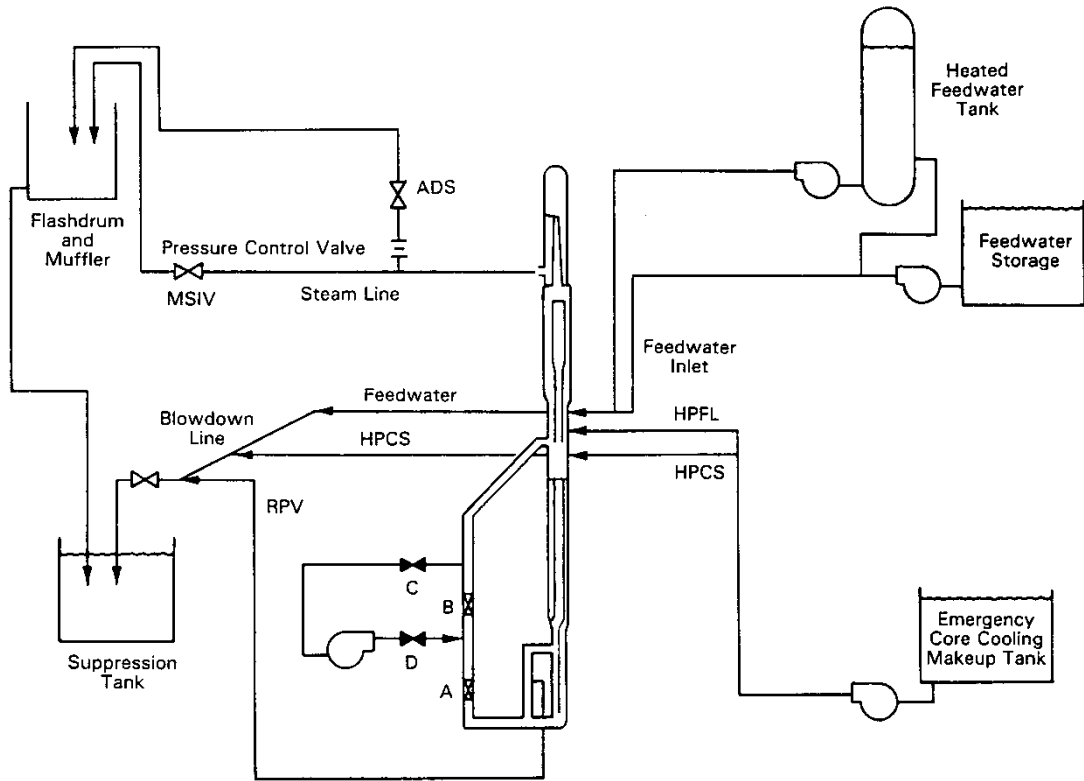 Heated
Feedwater
Tank
ADS
Flashdrum
and
Muffler
Pressure Control Valve
MSIV
Steam Line
Feedwater
Storage
Feedwater
Inlet
Feedwater
Blowdown
Line
HPCS
HPFL
HPCS
RPV
C
B
D
A
Suppression
Tank
Emergency
Core Cooling
Makeup Tank